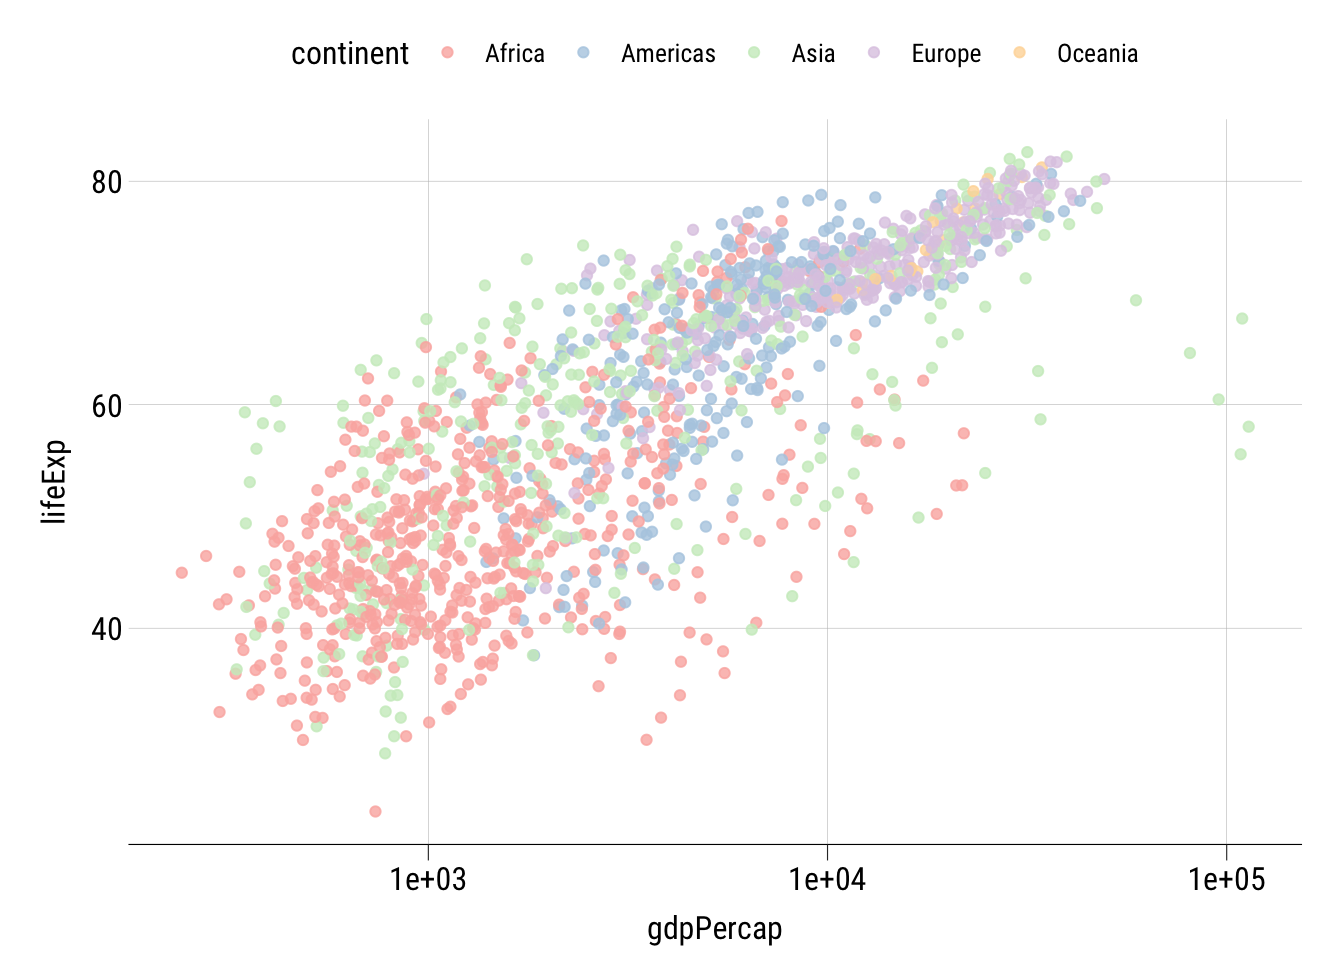 continent Africa Americas Asia Europe Oceania
80
60
40
lifeExp
1e+03 1e+04 1e+05
gdpPercap